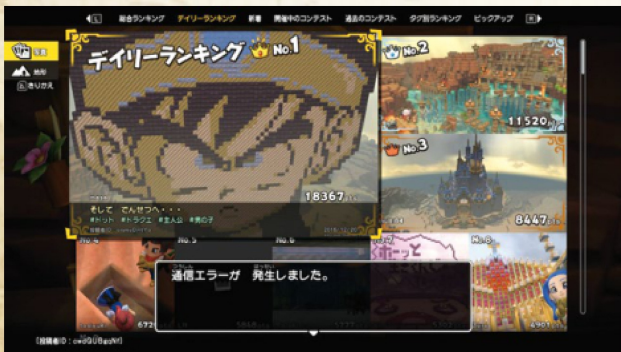 L 総合ランキング デイリーランキング 新着 開催中のコンテスト 過去のコンテスト タグ別ランキング ピックアップ R
写真
地形
きりかえ
デイリーランキング No.1
18367
そして でんせつへ・・・
#ドット #ドラクエ #主人公 #男の子
No.2
11520
No.3
8447
No.4
No.5
No.6
No.8
ホーッと
通信エラーが 発生しました。
672
4901